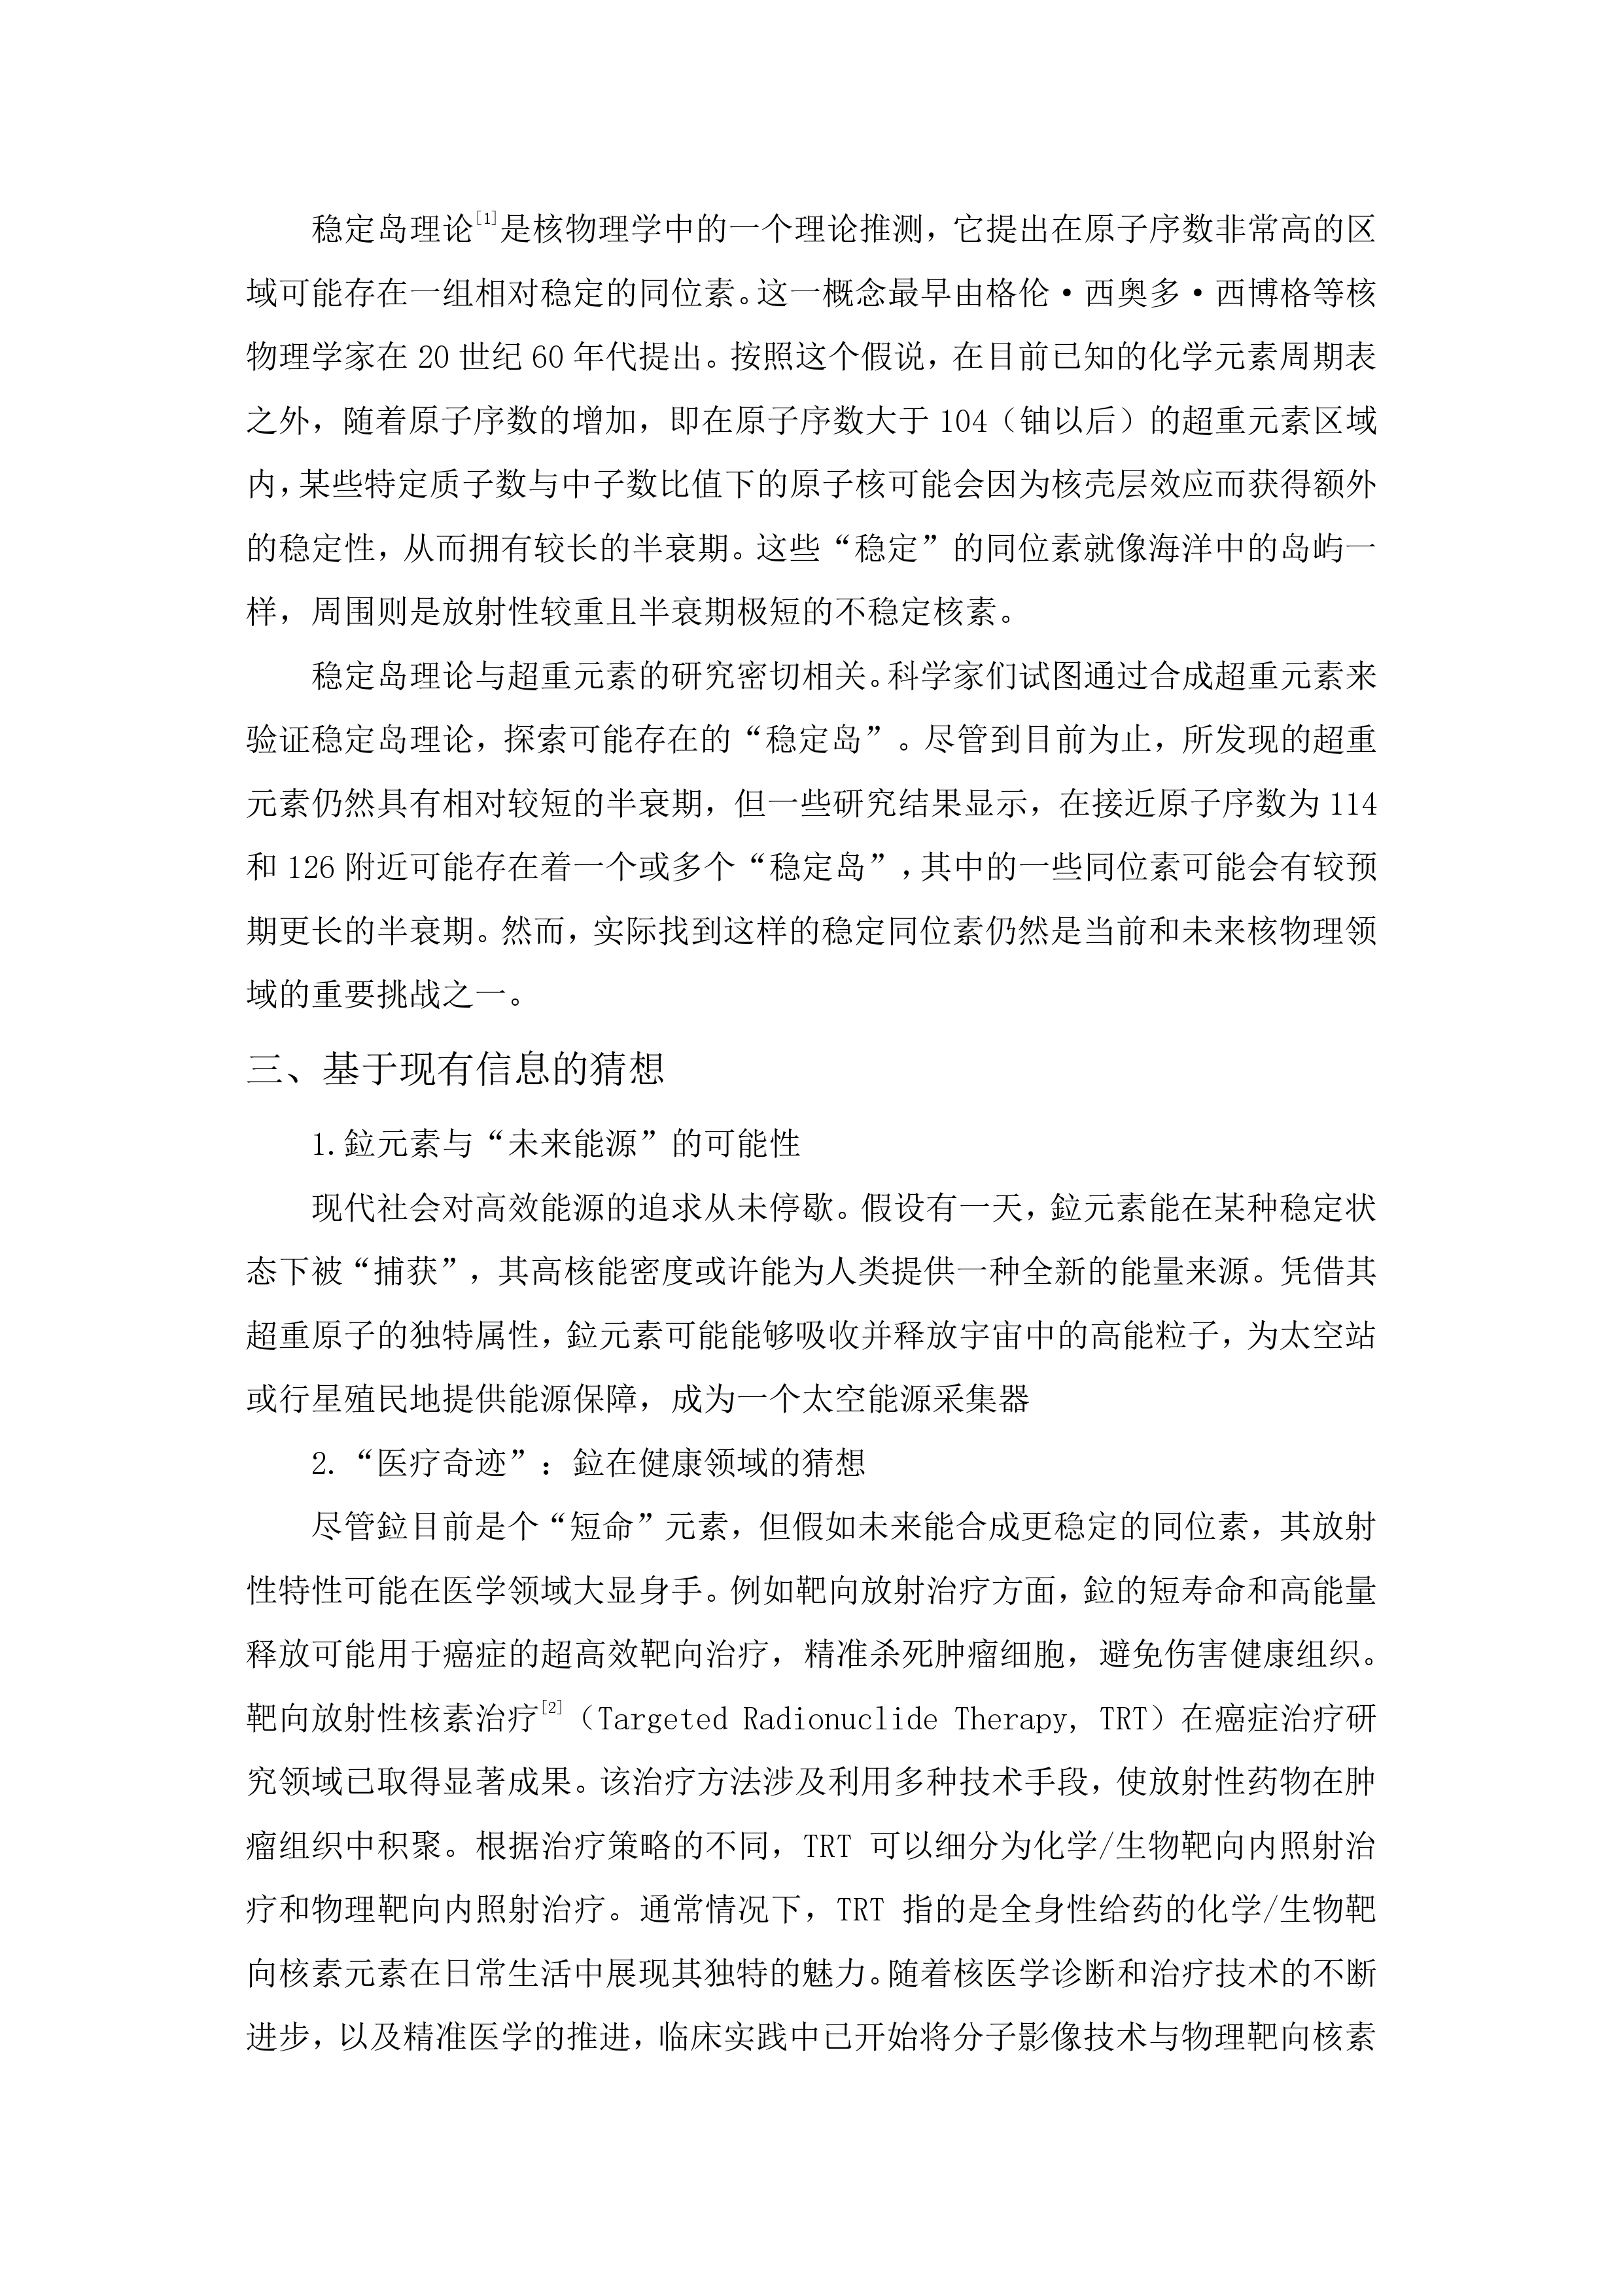 稳定岛理论[1]是核物理学中的一个理论推测，它提出在原子序数非常高的区
域可能存在一组相对稳定的同位素。这一概念最早由格伦·西奥多·西博格等核
物理学家在 20 世纪 60 年代提出。按照这个假说，在目前已知的化学元素周期表
之外，随着原子序数的增加，即在原子序数大于 104（铀以后）的超重元素区域
内，某些特定质子数与中子数比值下的原子核可能会因为核壳层效应而获得额外
的稳定性，从而拥有较长的半衰期。这些“稳定”的同位素就像海洋中的岛屿一
样，周围则是放射性较重且半衰期极短的不稳定核素。
稳定岛理论与超重元素的研究密切相关。科学家们试图通过合成超重元素来
验证稳定岛理论，探索可能存在的“稳定岛”。尽管到目前为止，所发现的超重
元素仍然具有相对较短的半衰期，但一些研究结果显示，在接近原子序数为 114
和 126 附近可能存在着一个或多个“稳定岛”，其中的一些同位素可能会有较预
期更长的半衰期。然而，实际找到这样的稳定同位素仍然是当前和未来核物理领
域的重要挑战之一。
三、基于现有信息的猜想
1.鉝元素与“未来能源”的可能性
现代社会对高效能源的追求从未停歇。假设有一天，鉝元素能在某种稳定状
态下被“捕获”，其高核能密度或许能为人类提供一种全新的能量来源。凭借其
超重原子的独特属性，鉝元素可能能够吸收并释放宇宙中的高能粒子，为太空站
或行星殖民地提供能源保障，成为一个太空能源采集器
2.“医疗奇迹”：鉝在健康领域的猜想
尽管鉝目前是个“短命”元素，但假如未来能合成更稳定的同位素，其放射
性特性可能在医学领域大显身手。例如靶向放射治疗方面，鉝的短寿命和高能量
释放可能用于癌症的超高效靶向治疗，精准杀死肿瘤细胞，避免伤害健康组织。
靶向放射性核素治疗[2]（Targeted Radionuclide Therapy, TRT）在癌症治疗研
究领域已取得显著成果。该治疗方法涉及利用多种技术手段，使放射性药物在肿
瘤组织中积聚。根据治疗策略的不同，TRT 可以细分为化学/生物靶向内照射治
疗和物理靶向内照射治疗。通常情况下，TRT 指的是全身性给药的化学/生物靶
向核素元素在日常生活中展现其独特的魅力。随着核医学诊断和治疗技术的不断
进步，以及精准医学的推进，临床实践中已开始将分子影像技术与物理靶向核素